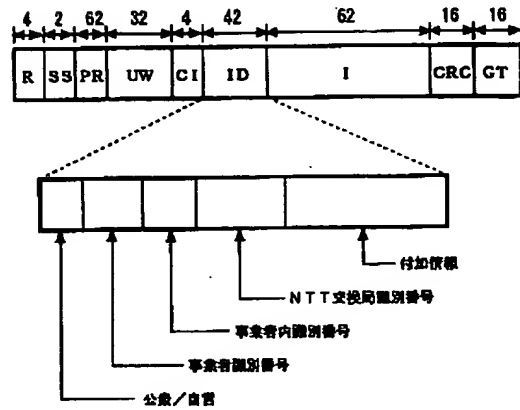 4 2 62 32 4 42 62 16 16
R SS PR UW CI ID I CRC GT
付加情報
NTT交換局識別番号
事業者内識別番号
事業者識別番号
公衆/自営